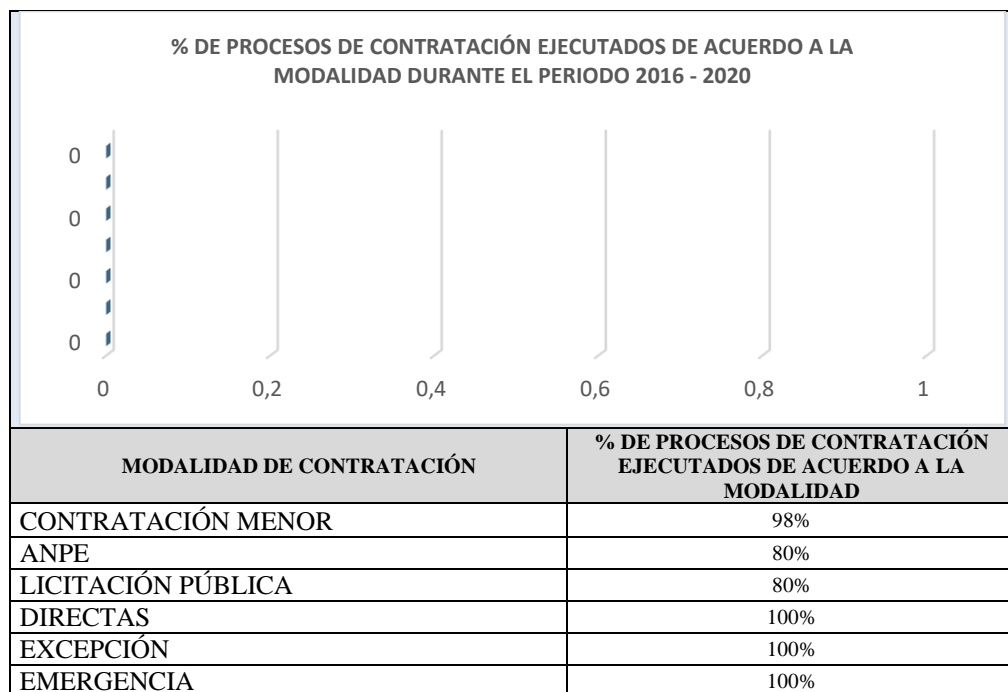 % DE PROCESOS DE CONTRATACIÓN EJECUTADOS DE ACUERDO A LA
MODALIDAD DURANTE EL PERIODO 2016 - 2020
0
0
0
0
0 0,2 0,4 0,6 0,8 1
MODALIDAD DE CONTRATACIÓN
% DE PROCESOS DE CONTRATACIÓN
EJECUTADOS DE ACUERDO A LA
MODALIDAD
CONTRATACIÓN MENOR 98%
ANPE 80%
LICITACIÓN PÚBLICA 80%
DIRECTAS 100%
EXCEPCIÓN 100%
EMERGENCIA 100%